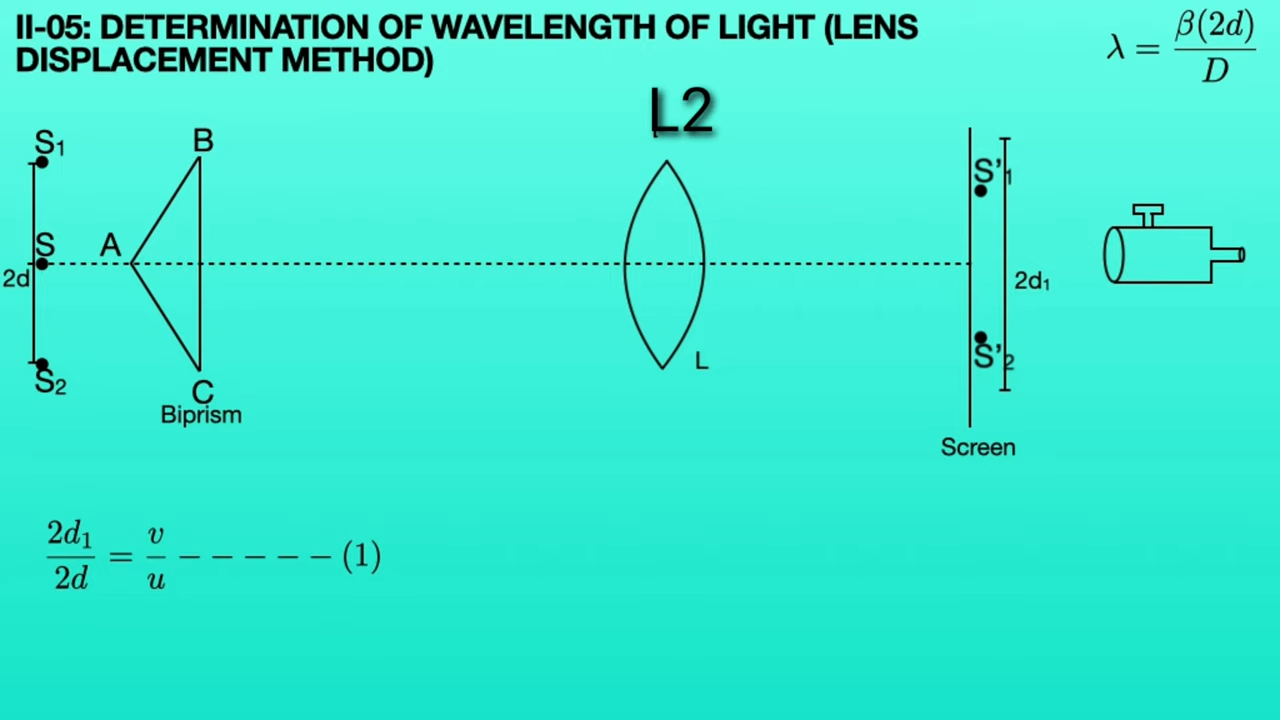 II-05: DETERMINATION OF WAVELENGTH OF LIGHT (LENS
DISPLACEMENT METHOD)
λ = β(2d)/D
L2
S₁
B
S'₁
S
A
2d
2d₁
S'₂
L
S₂
C
Biprism
Screen
2d₁/2d = v/u − − − − − (1)